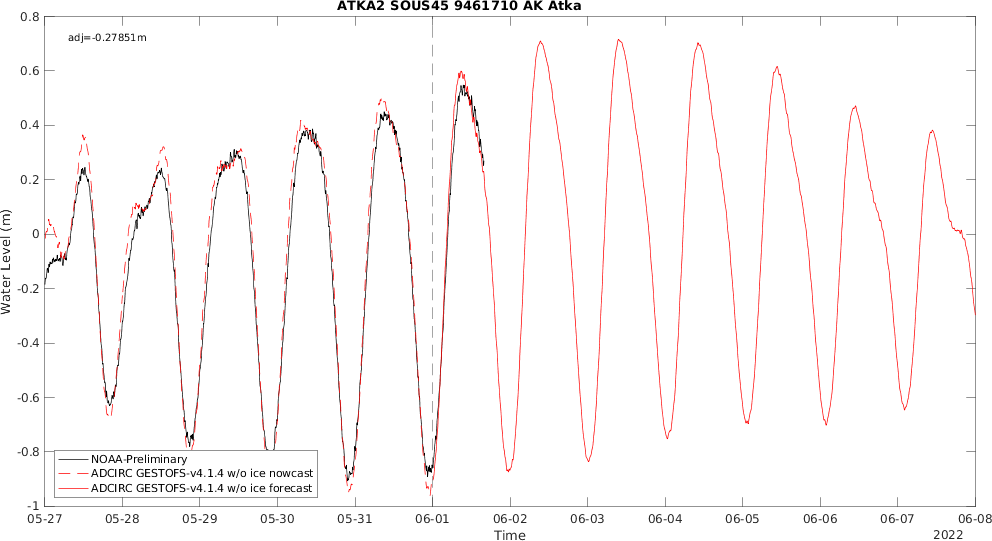 ATKA2 SOUS45 9461710 AK Atka
adj=-0.27851m
0.8
0.6
0.4
0.2
0
-0.2
-0.4
-0.6
-0.8
-1
Water Level (m)
NOAA-Preliminary
ADCIRC GESTOFS-v4.1.4 w/o ice nowcast
ADCIRC GESTOFS-v4.1.4 w/o ice forecast
05-27 05-28 05-29 05-30 05-31 06-01 06-02 06-03 06-04 06-05 06-06 06-07 06-08
Time
2022